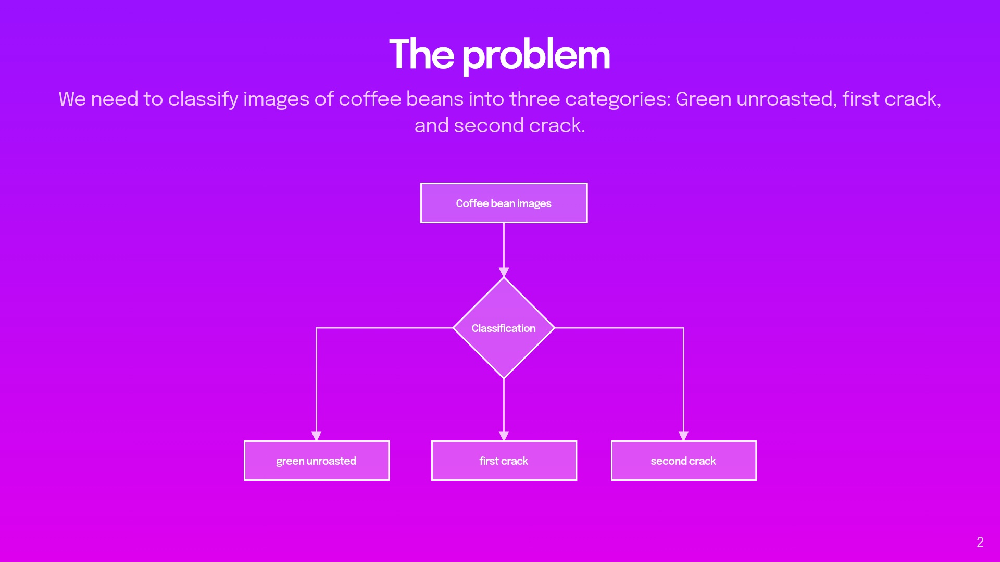 The problem
We need to classify images of coffee beans into three categories: Green unroasted, first crack,
and second crack.
Coffee bean images
Classification
green unroasted
first crack
second crack
2